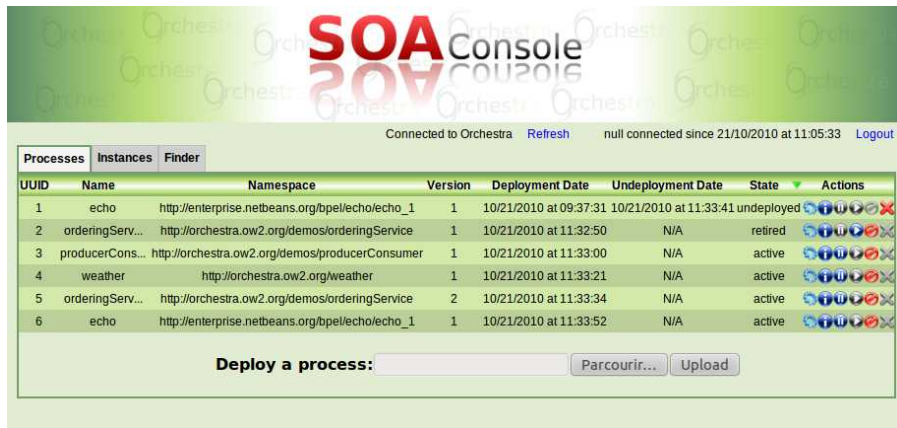 SOA Console
Connected to Orchestra Refresh null connected since 21/10/2010 at 11:05:33 Logout
Processes Instances Finder
UUID Name Namespace Version Deployment Date Undeployment Date State Actions
1 echo http://enterprise.netbeans.org/bpel/echo/echo_1 1 10/21/2010 at 09:37:31 10/21/2010 at 11:33:41 undeployed
2 orderingServ... http://orchestra.ow2.org/demos/orderingService 1 10/21/2010 at 11:32:50 N/A retired
3 producerCons... http://orchestra.ow2.org/demos/producerConsumer 1 10/21/2010 at 11:33:00 N/A active
4 weather http://orchestra.ow2.org/weather 1 10/21/2010 at 11:33:21 N/A active
5 orderingServ... http://orchestra.ow2.org/demos/orderingService 2 10/21/2010 at 11:33:34 N/A active
6 echo http://enterprise.netbeans.org/bpel/echo/echo_1 1 10/21/2010 at 11:33:52 N/A active
Deploy a process: Parcourir... Upload